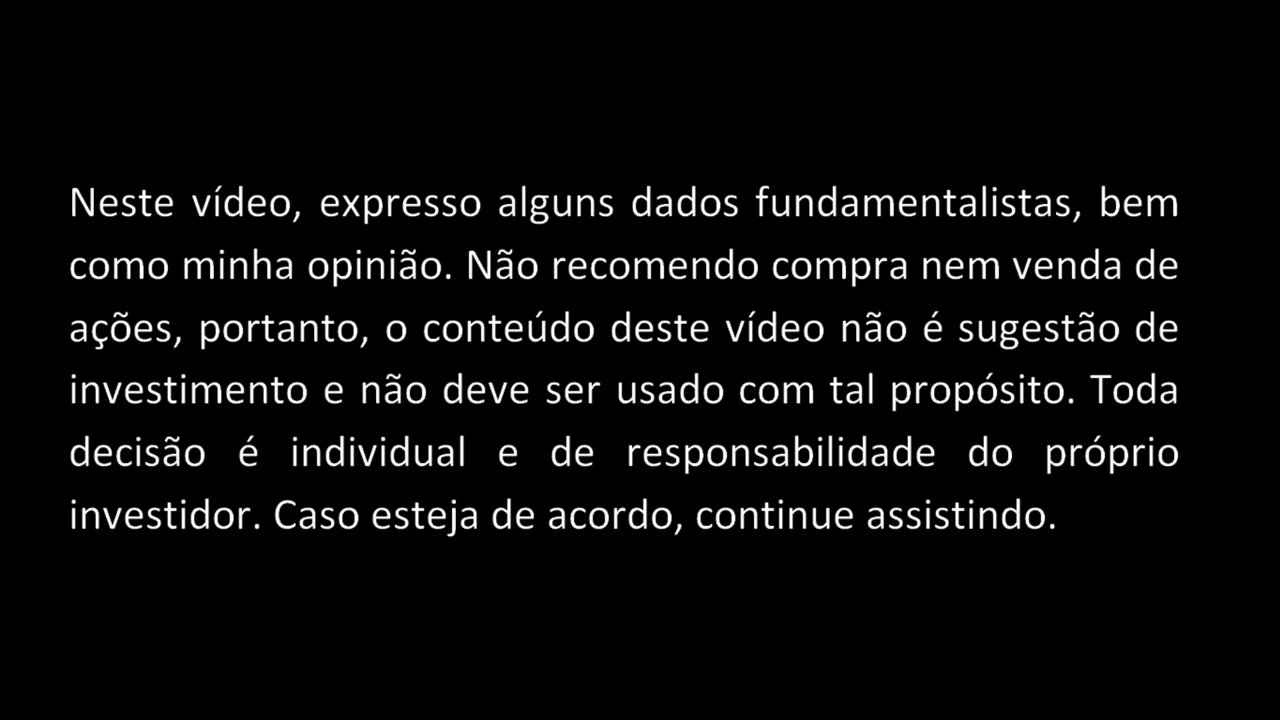 Neste vídeo, expresso alguns dados fundamentalistas, bem
como minha opinião. Não recomendo compra nem venda de
ações, portanto, o conteúdo deste vídeo não é sugestão de
investimento e não deve ser usado com tal propósito. Toda
decisão é individual e de responsabilidade do próprio
investidor. Caso esteja de acordo, continue assistindo.